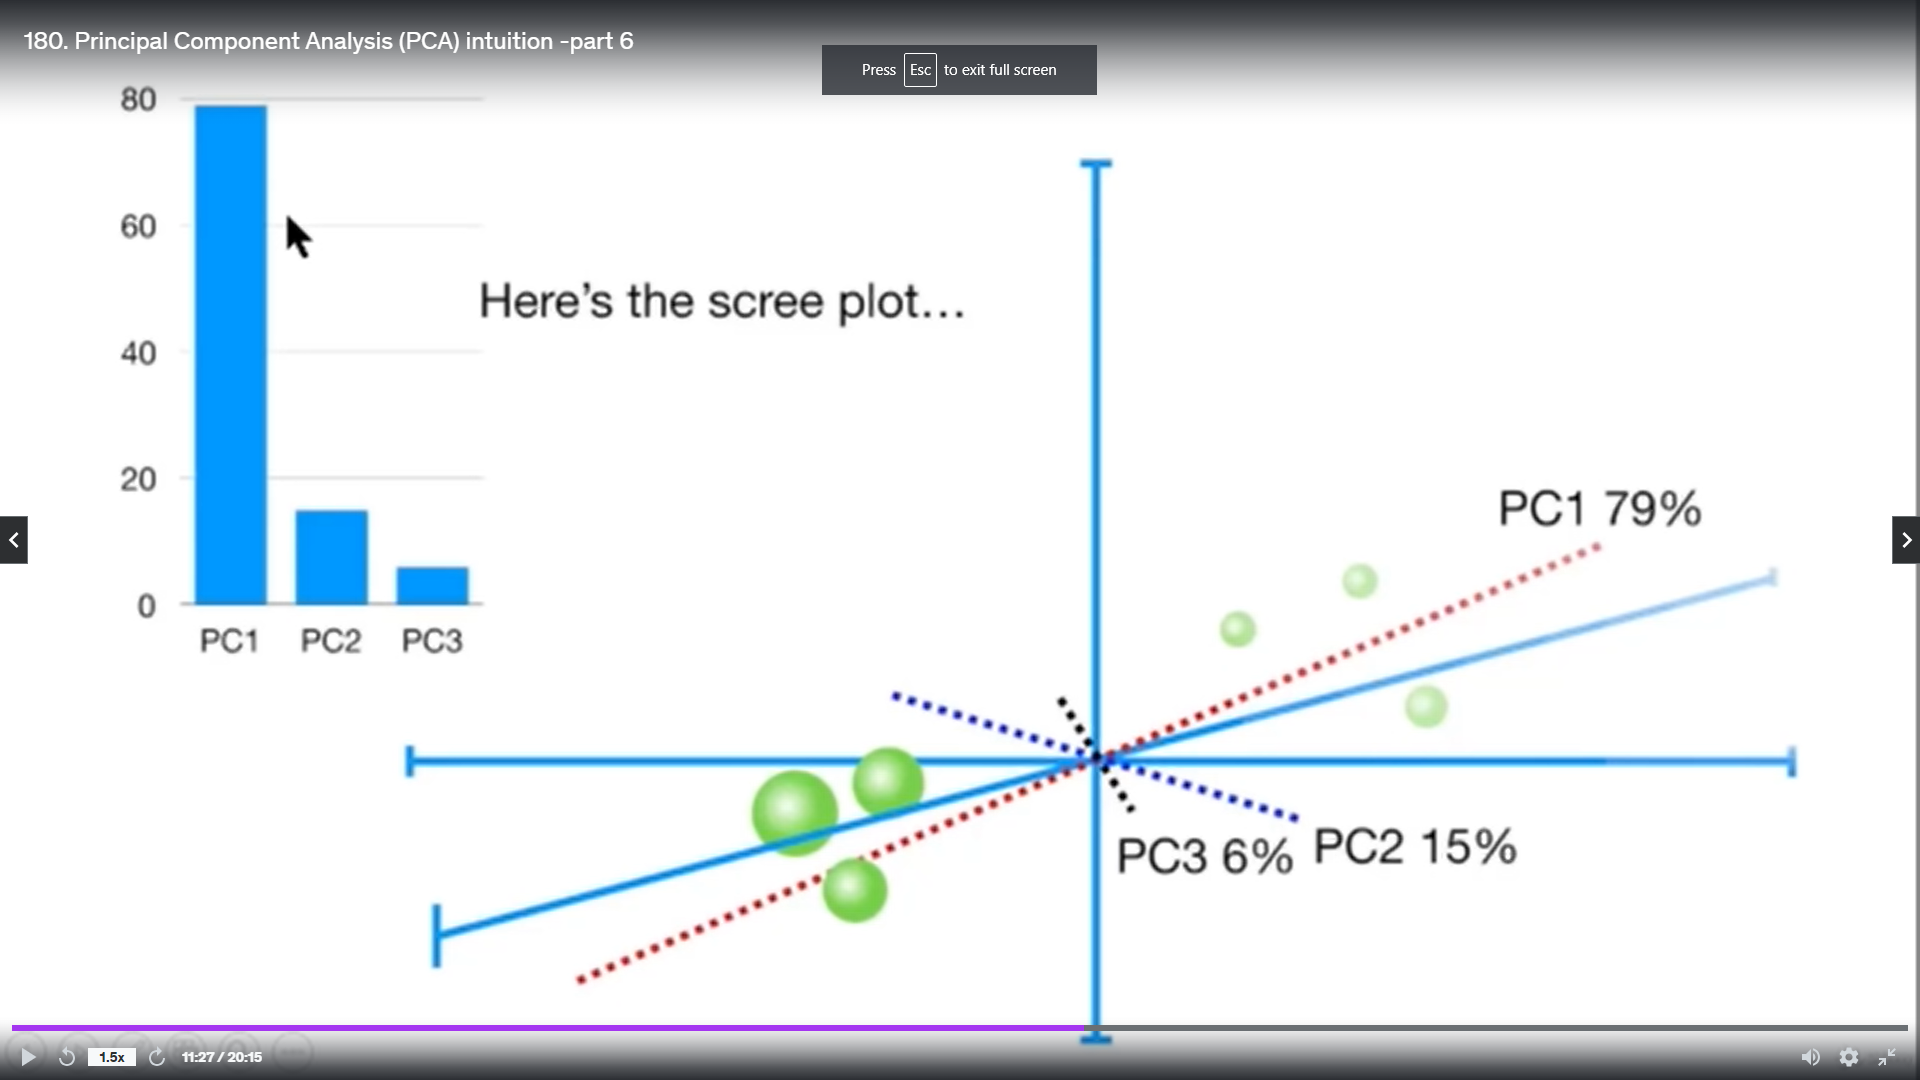 180. Principal Component Analysis (PCA) intuition -part 6
Press Esc to exit full screen
80
60
40
20
0
PC1 PC2 PC3
Here's the scree plot...
PC1 79%
PC3 6%
PC2 15%
1.5x
11:27 / 20:15